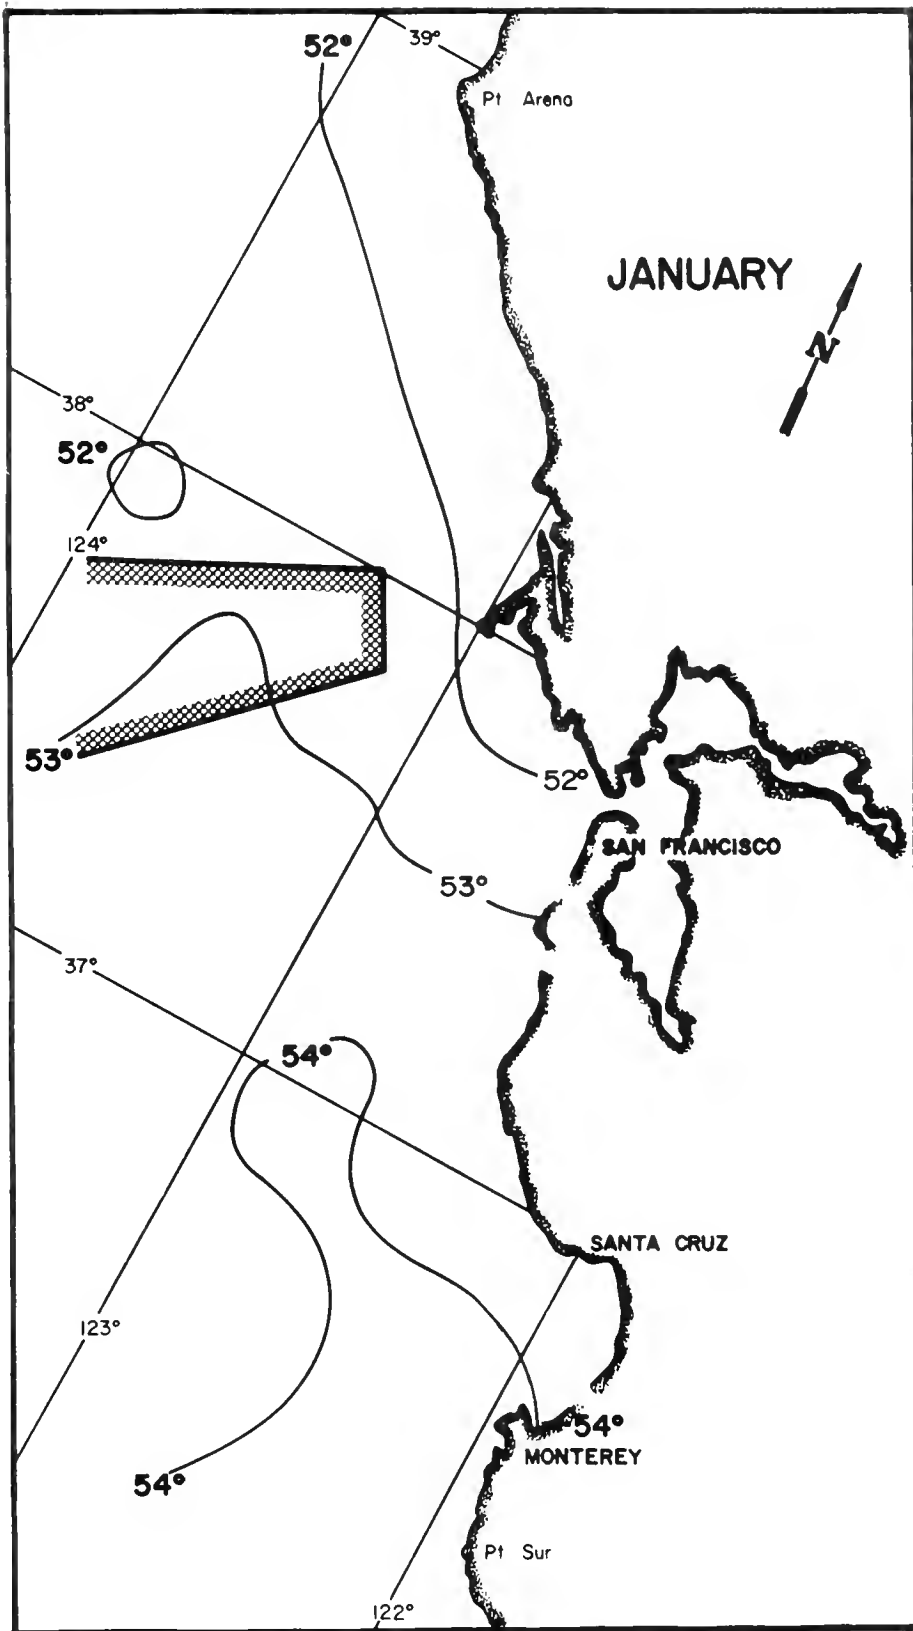 52°
39°
Pt Arena
JANUARY
N
38°
52°
124°
53°
52°
SAN FRANCISCO
53°
37°
54°
SANTA CRUZ
123°
54°
MONTEREY
54°
Pt Sur
122°